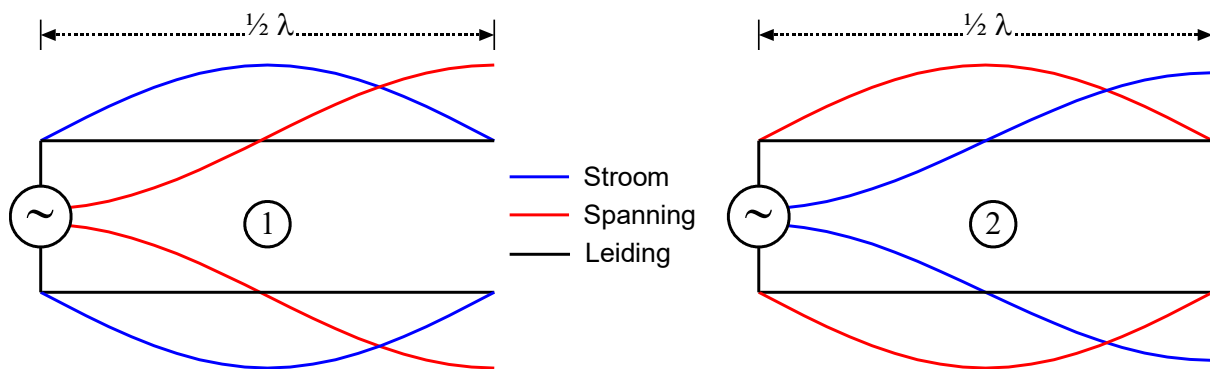 ½ λ
½ λ
~
~
1
Stroom
Spanning
Leiding
2